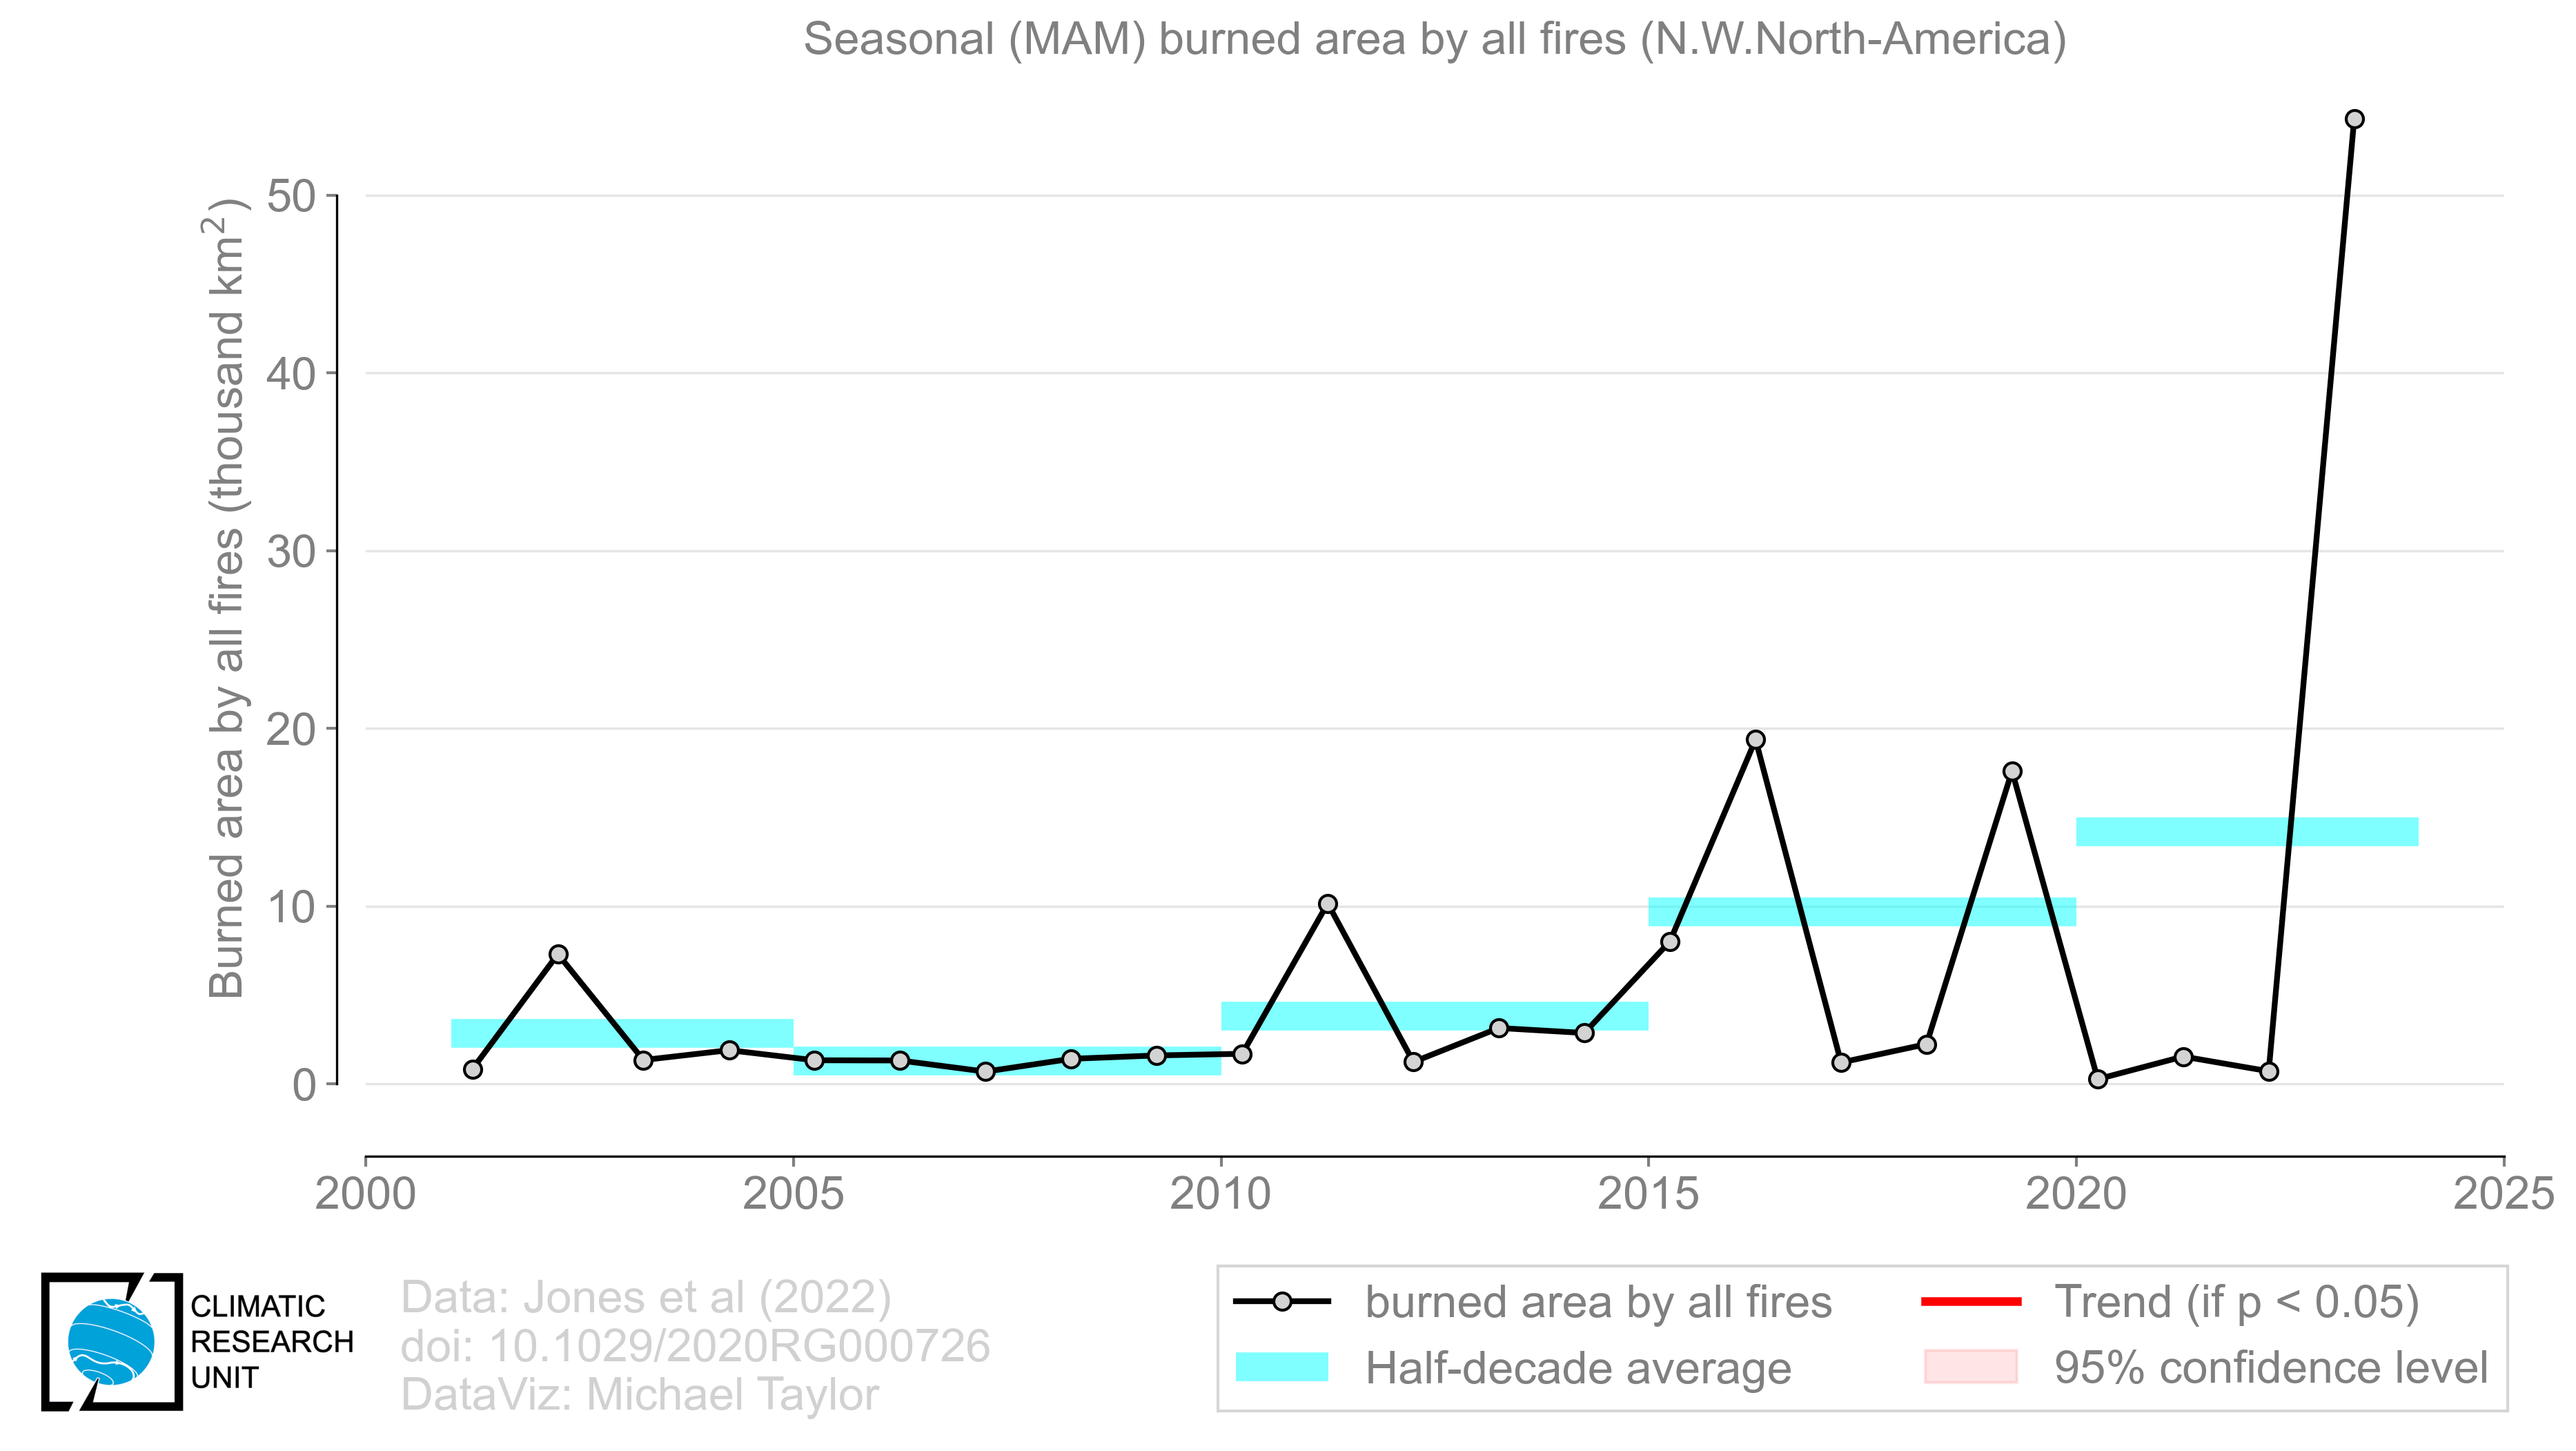 Seasonal (MAM) burned area by all fires (N.W.North-America)
Burned area by all fires (thousand km²)
50
40
30
20
10
0
2000
2005
2010
2015
2020
2025
CLIMATIC
RESEARCH
UNIT
Data: Jones et al (2022)
doi: 10.1029/2020RG000726
DataViz: Michael Taylor
burned area by all fires
Half-decade average
Trend (if p < 0.05)
95% confidence level